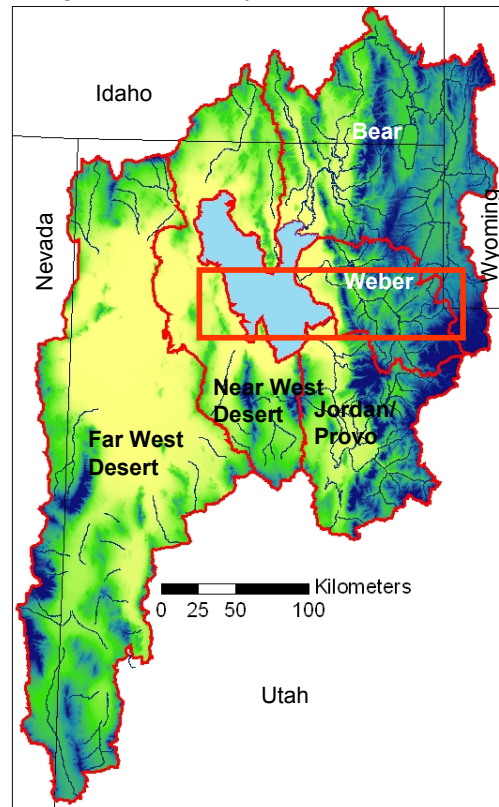 Idaho
Bear
Nevada
Wyoming
Weber
Near West
Desert
Jordan/
Provo
Far West
Desert
Kilometers
0 25 50 100
Utah